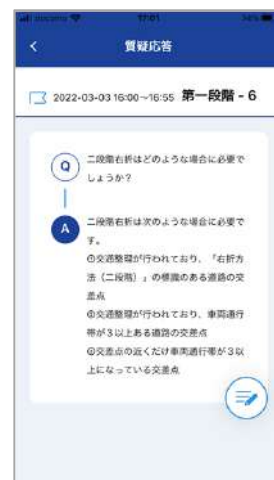 docomo 17:01
質疑応答
2022-03-03 16:00~16:55 第一段階 - 6
Q 二段階右折はどのような場合に必要で
しょうか?
A 二段階右折は次のような場合に必要で
す。
①交通整理が行われており、「右折方
法(二段階)」の標識のある道路の交
差点
②交通整理が行われており、車両通行
帯が3以上ある道路の交差点
③交差点の近くだけ車両通行帯が3以
上になっている交差点